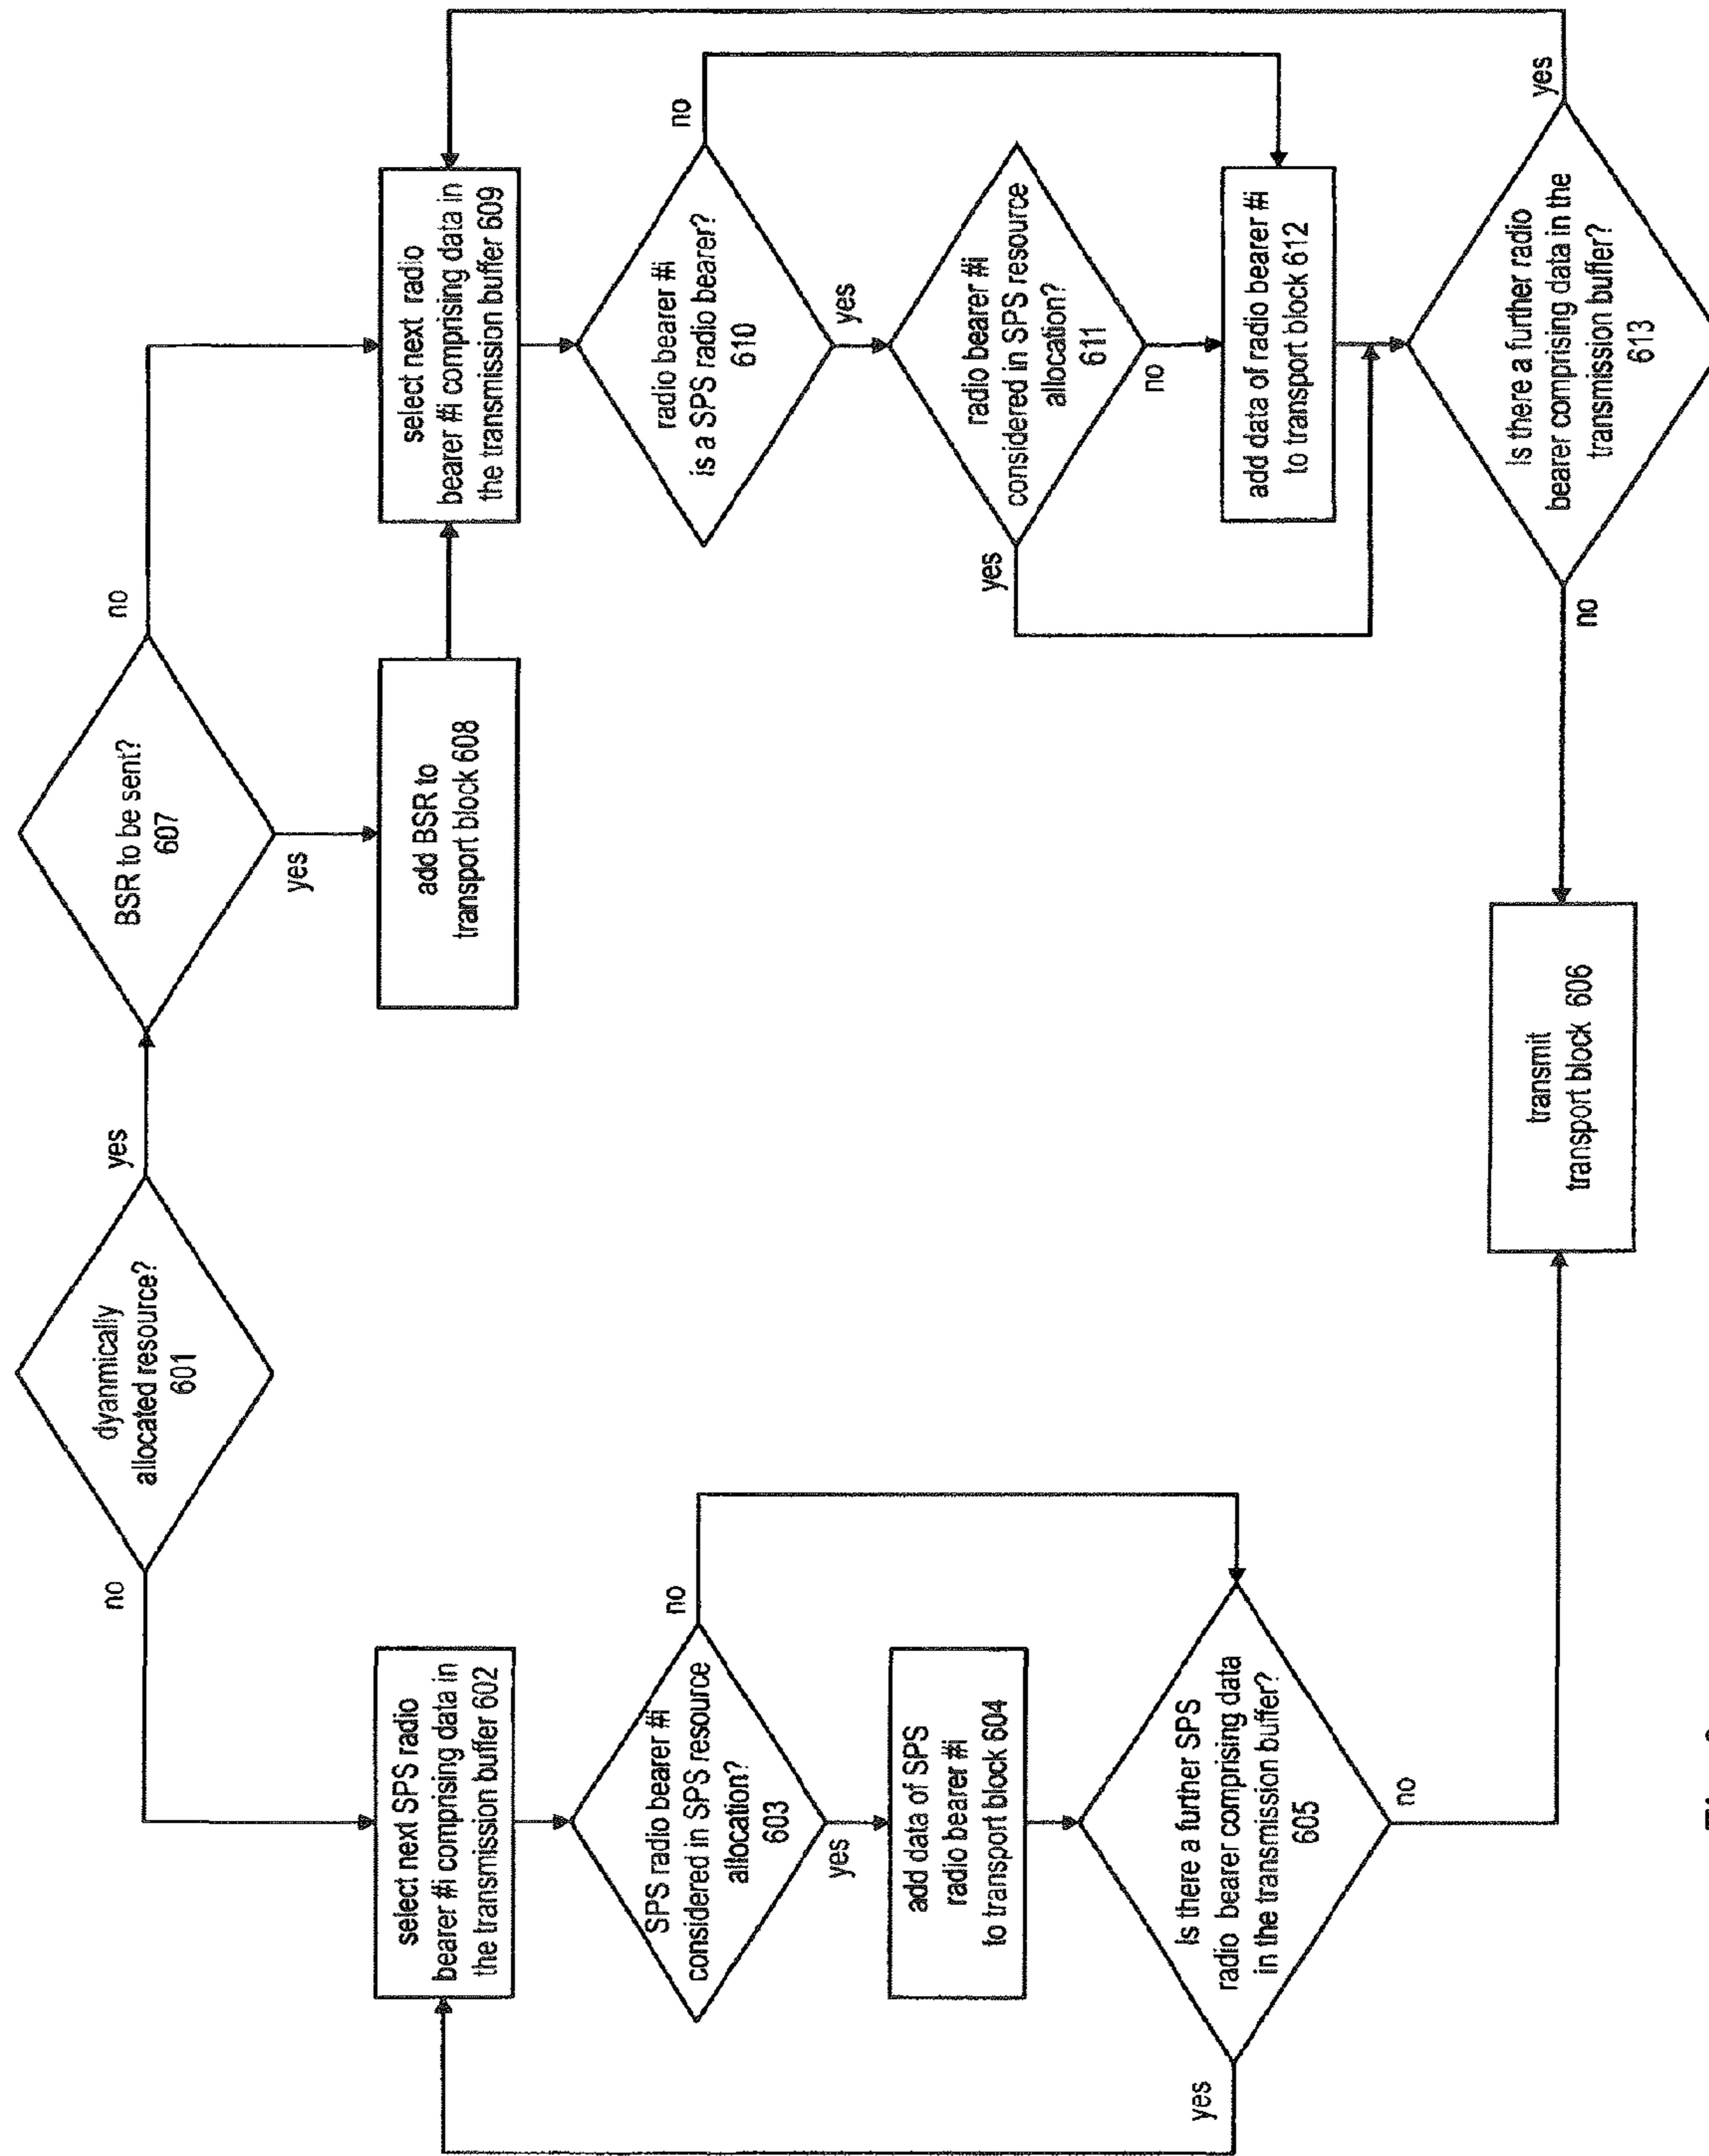 dyanmically
allocated resource?
601
no
yes
select next SPS radio
bearer #i comprising data in
the transmission buffer 602
SPS radio bearer #i
considered in SPS resource
allocation?
603
no
yes
add data of SPS
radio bearer #i
to transport block 604
Is there a further SPS
radio bearer comprising data
in the transmission buffer?
605
yes
no
transmit
transport block 606
BSR to be sent?
607
no
yes
add BSR to
transport block 608
select next radio
bearer #i comprising data in
the transmission buffer 609
radio bearer #i
is a SPS radio bearer?
610
no
yes
radio bearer #i
considered in SPS resource
allocation?
611
yes
no
add data of radio bearer #i
to transport block 612
Is there a further radio
bearer comprising data in the
transmission buffer?
613
no
yes